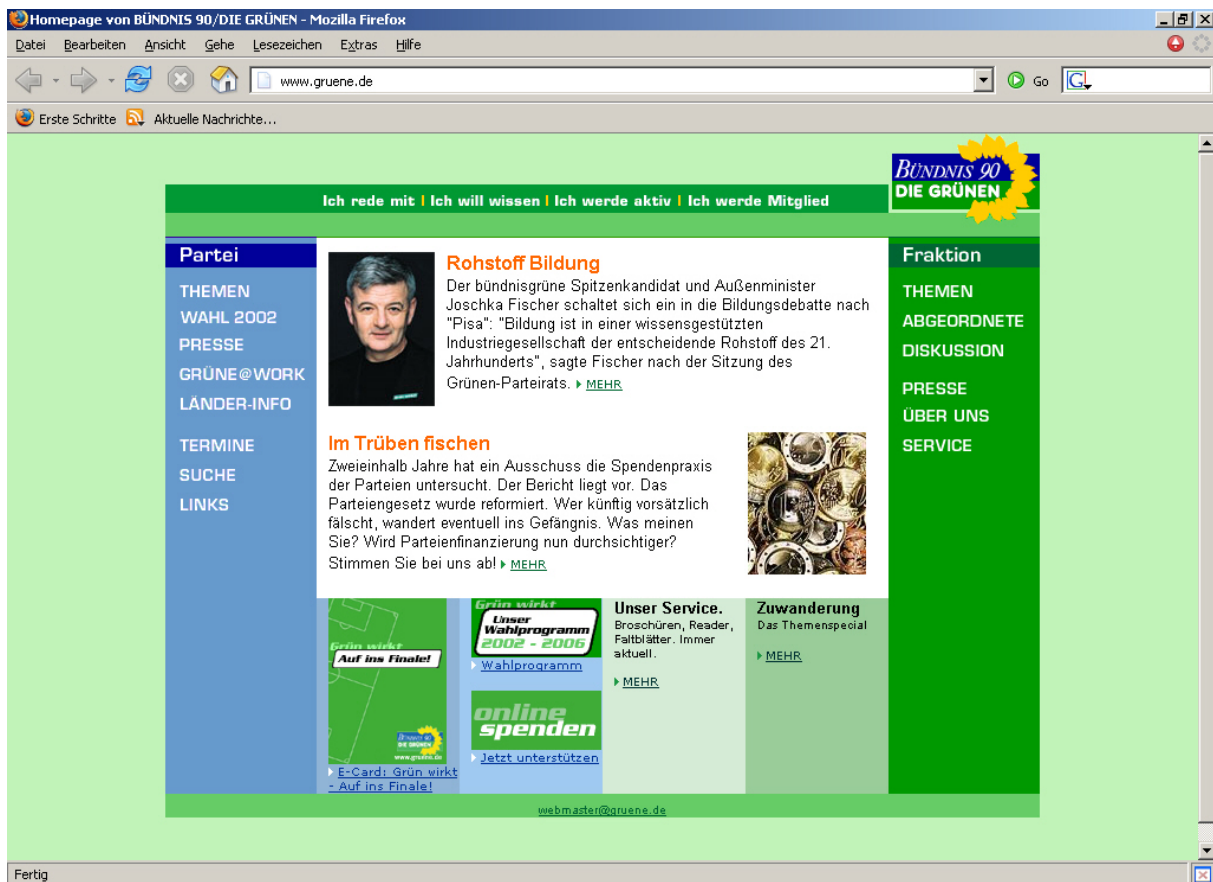 Homepage von BÜNDNIS 90/DIE GRÜNEN - Mozilla Firefox
Datei Bearbeiten Ansicht Gehe Lesezeichen Extras Hilfe
www.gruene.de
Go
G
Erste Schritte Aktuelle Nachrichte...
BÜNDNIS 90
DIE GRÜNEN
Ich rede mit I Ich will wissen I Ich werde aktiv I Ich werde Mitglied
Partei
THEMEN
WAHL 2002
PRESSE
GRÜNE@WORK
LÄNDER-INFO
TERMINE
SUCHE
LINKS
Rohstoff Bildung
Der bündnisgrüne Spitzenkandidat und Außenminister
Joschka Fischer schaltet sich ein in die Bildungsdebatte nach
"Pisa": "Bildung ist in einer wissensgestützten
Industriegesellschaft der entscheidende Rohstoff des 21.
Jahrhunderts", sagte Fischer nach der Sitzung des
Grünen-Parteirats. MEHR
Im Trüben fischen
Zweieinhalb Jahre hat ein Ausschuss die Spendenpraxis
der Parteien untersucht. Der Bericht liegt vor. Das
Parteiengesetz wurde reformiert. Wer künftig vorsätzlich
fälscht, wandert eventuell ins Gefängnis. Was meinen
Sie? Wird Parteienfinanzierung nun durchsichtiger?
Stimmen Sie bei uns ab! MEHR
Fraktion
THEMEN
ABGEORDNETE
DISKUSSION
PRESSE
ÜBER UNS
SERVICE
Grün wirkt
Auf ins Finale!
BÜNDNIS 90
DIE GRÜNEN
www.gruene.de
E-Card: Grün wirkt
- Auf ins Finale!
Grün wirkt
Unser
Wahlprogramm
2002 - 2006
Wahlprogramm
online
spenden
Jetzt unterstützen
Unser Service.
Broschüren, Reader,
Faltblätter. Immer
aktuell.
MEHR
Zuwanderung
Das Themenspecial
MEHR
webmaster@gruene.de
Fertig